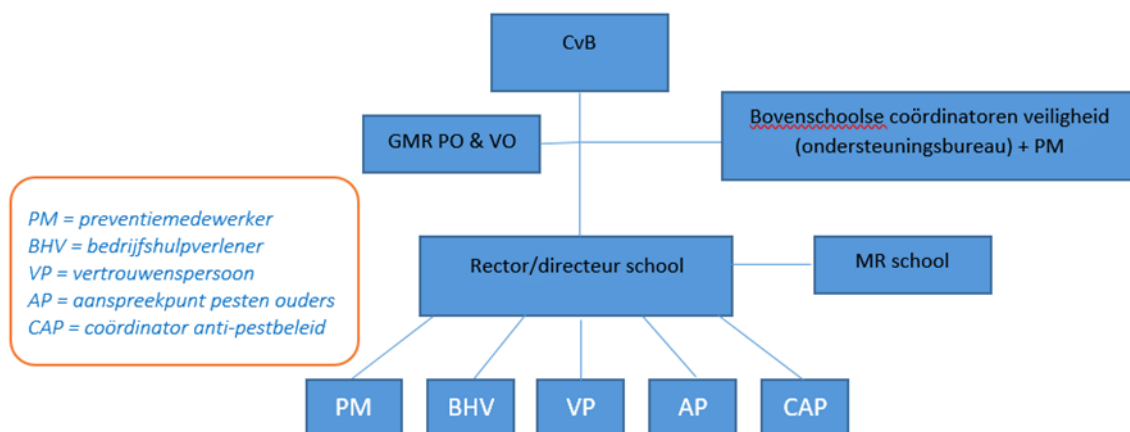 CvB
GMR PO & VO
Bovenschoolse coördinatoren veiligheid
(ondersteuningsbureau) + PM
PM = preventiemedewerker
BHV = bedrijfshulpverlener
VP = vertrouwenspersoon
AP = aanspreekpunt pesten ouders
CAP = coördinator anti-pestbeleid
Rector/directeur school
MR school
PM
BHV
VP
AP
CAP